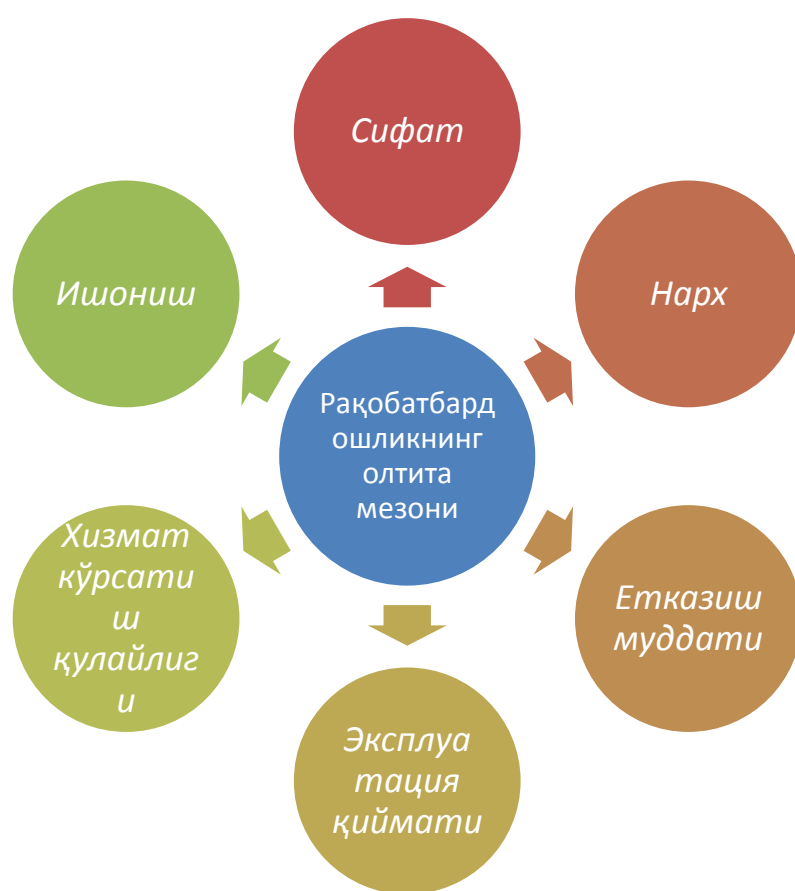 Сифат
Нарх
Етказиш
муддати
Эксплуа
тация
қиймати
Хизмат
кўрсати
ш
қулайлиг
и
Ишониш
Рақобатбард
ошликнинг
олтита
мезони